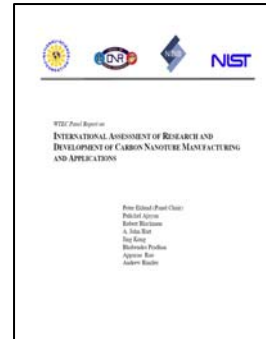 ONR
NIST
WTEC Panel Report on
INTERNATIONAL ASSESSMENT OF RESEARCH AND
DEVELOPMENT OF CARBON NANOTUBE MANUFACTURING
AND APPLICATIONS
Peter Eklund (Panel Chair)
Pulickel Ajayan
Robert Blackmon
A. John Hart
Jing Kong
Bhabendra Pradhan
Apparao Rao
Andrew Rinzler